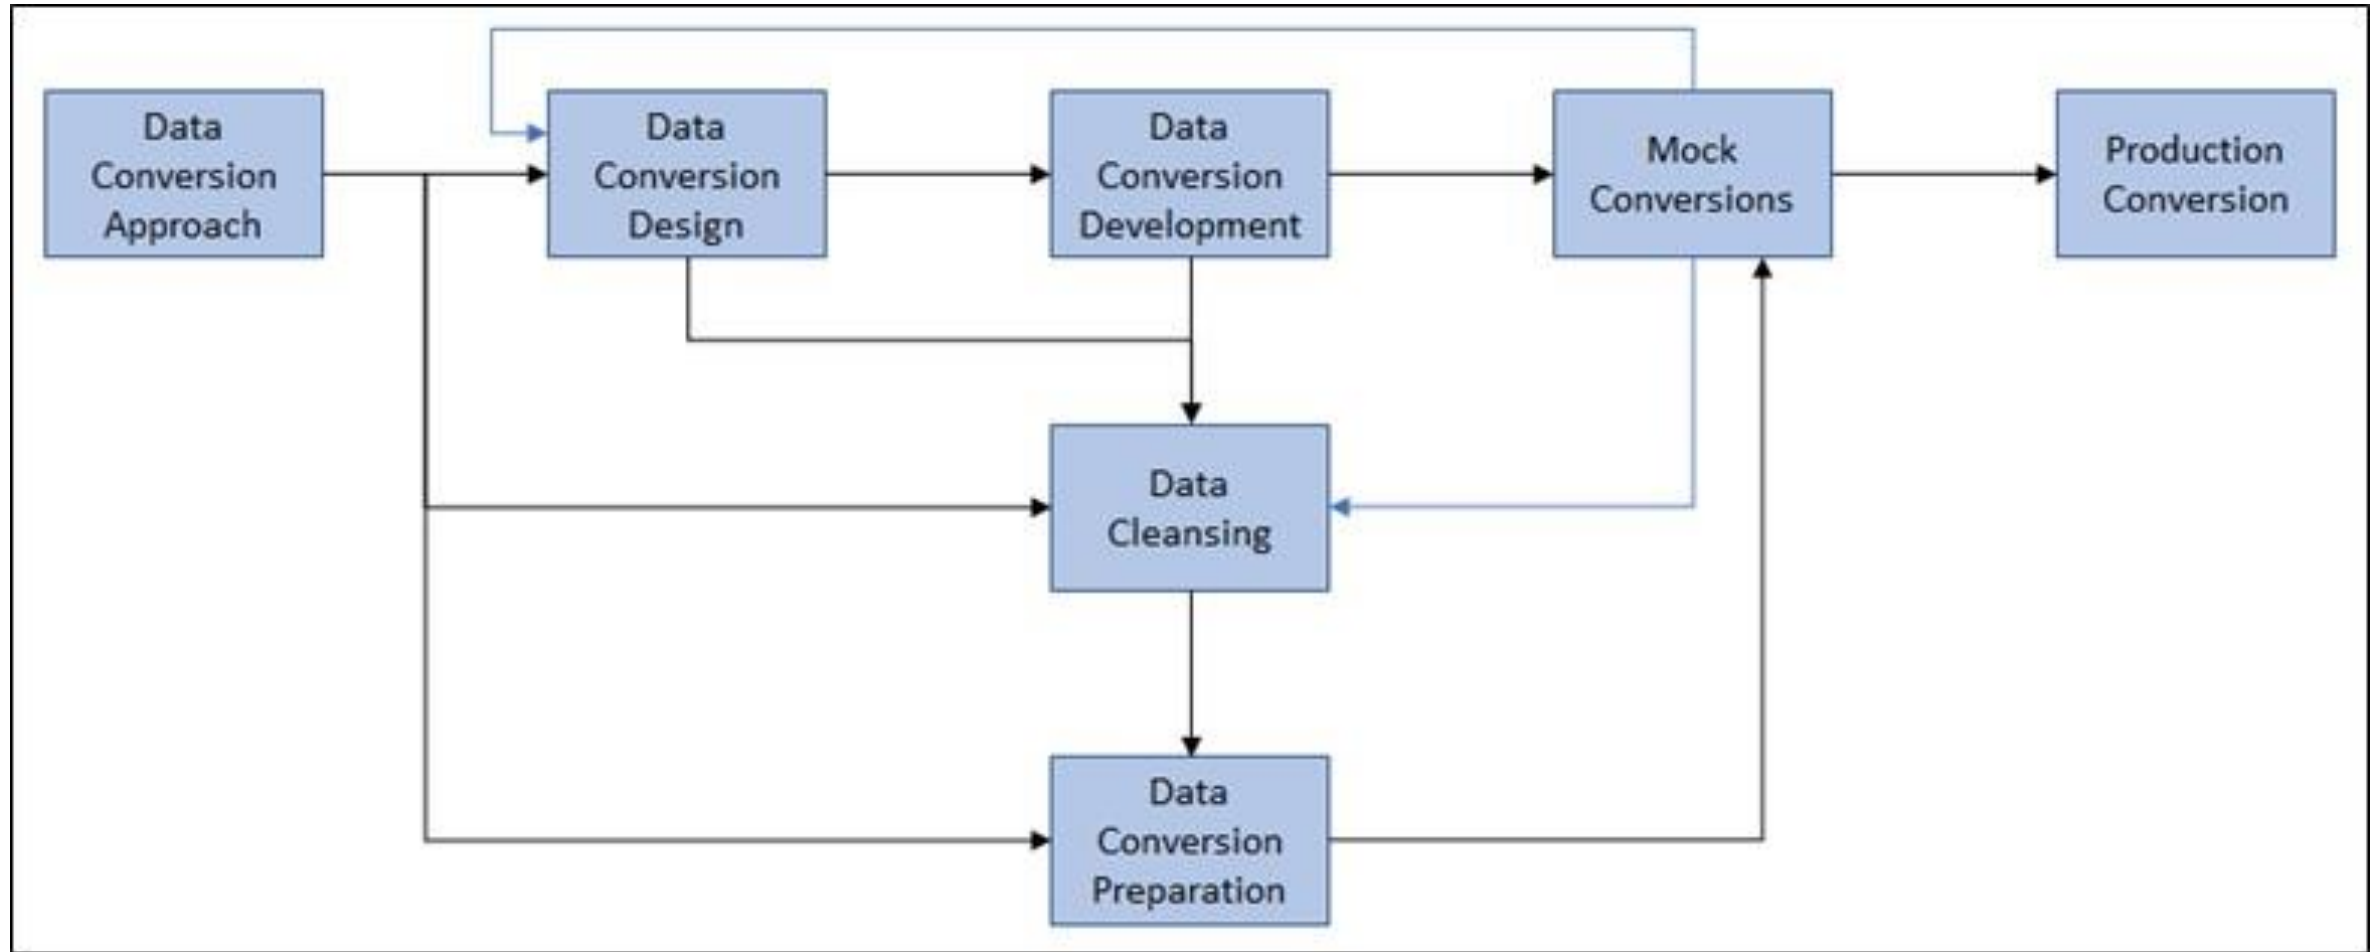 Data
Conversion
Approach
Data
Conversion
Design
Data
Conversion
Development
Mock
Conversions
Production
Conversion
Data
Cleansing
Data
Conversion
Preparation